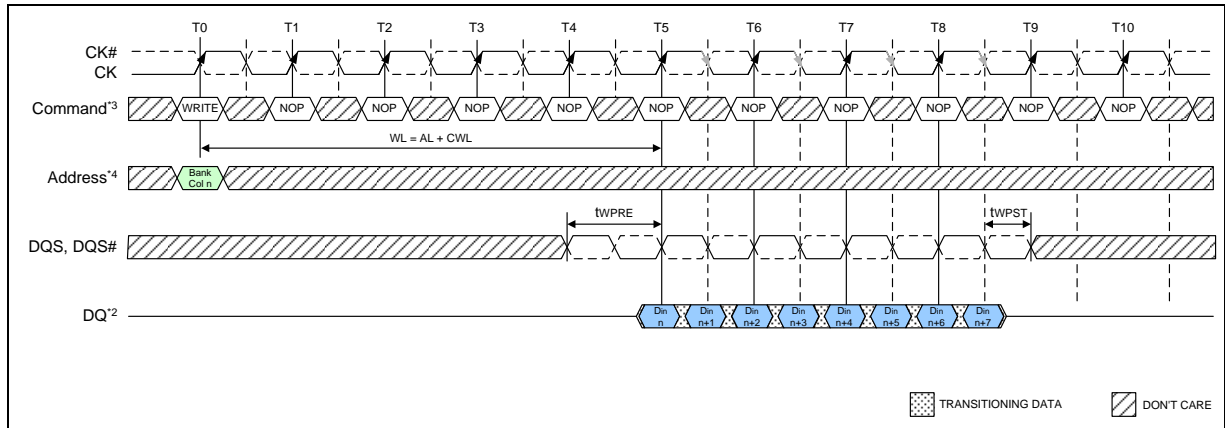 T0 T1 T2 T3 T4 T5 T6 T7 T8 T9 T10
CK#
CK
Command*3 WRITE NOP NOP NOP NOP NOP NOP NOP NOP NOP NOP
WL = AL + CWL
Address*4 Bank
Col n
tWPRE tWPST
DQS, DQS#
DQ*2 Din Din Din Din Din Din Din Din
n n+1 n+2 n+3 n+4 n+5 n+6 n+7
TRANSITIONING DATA DON'T CARE